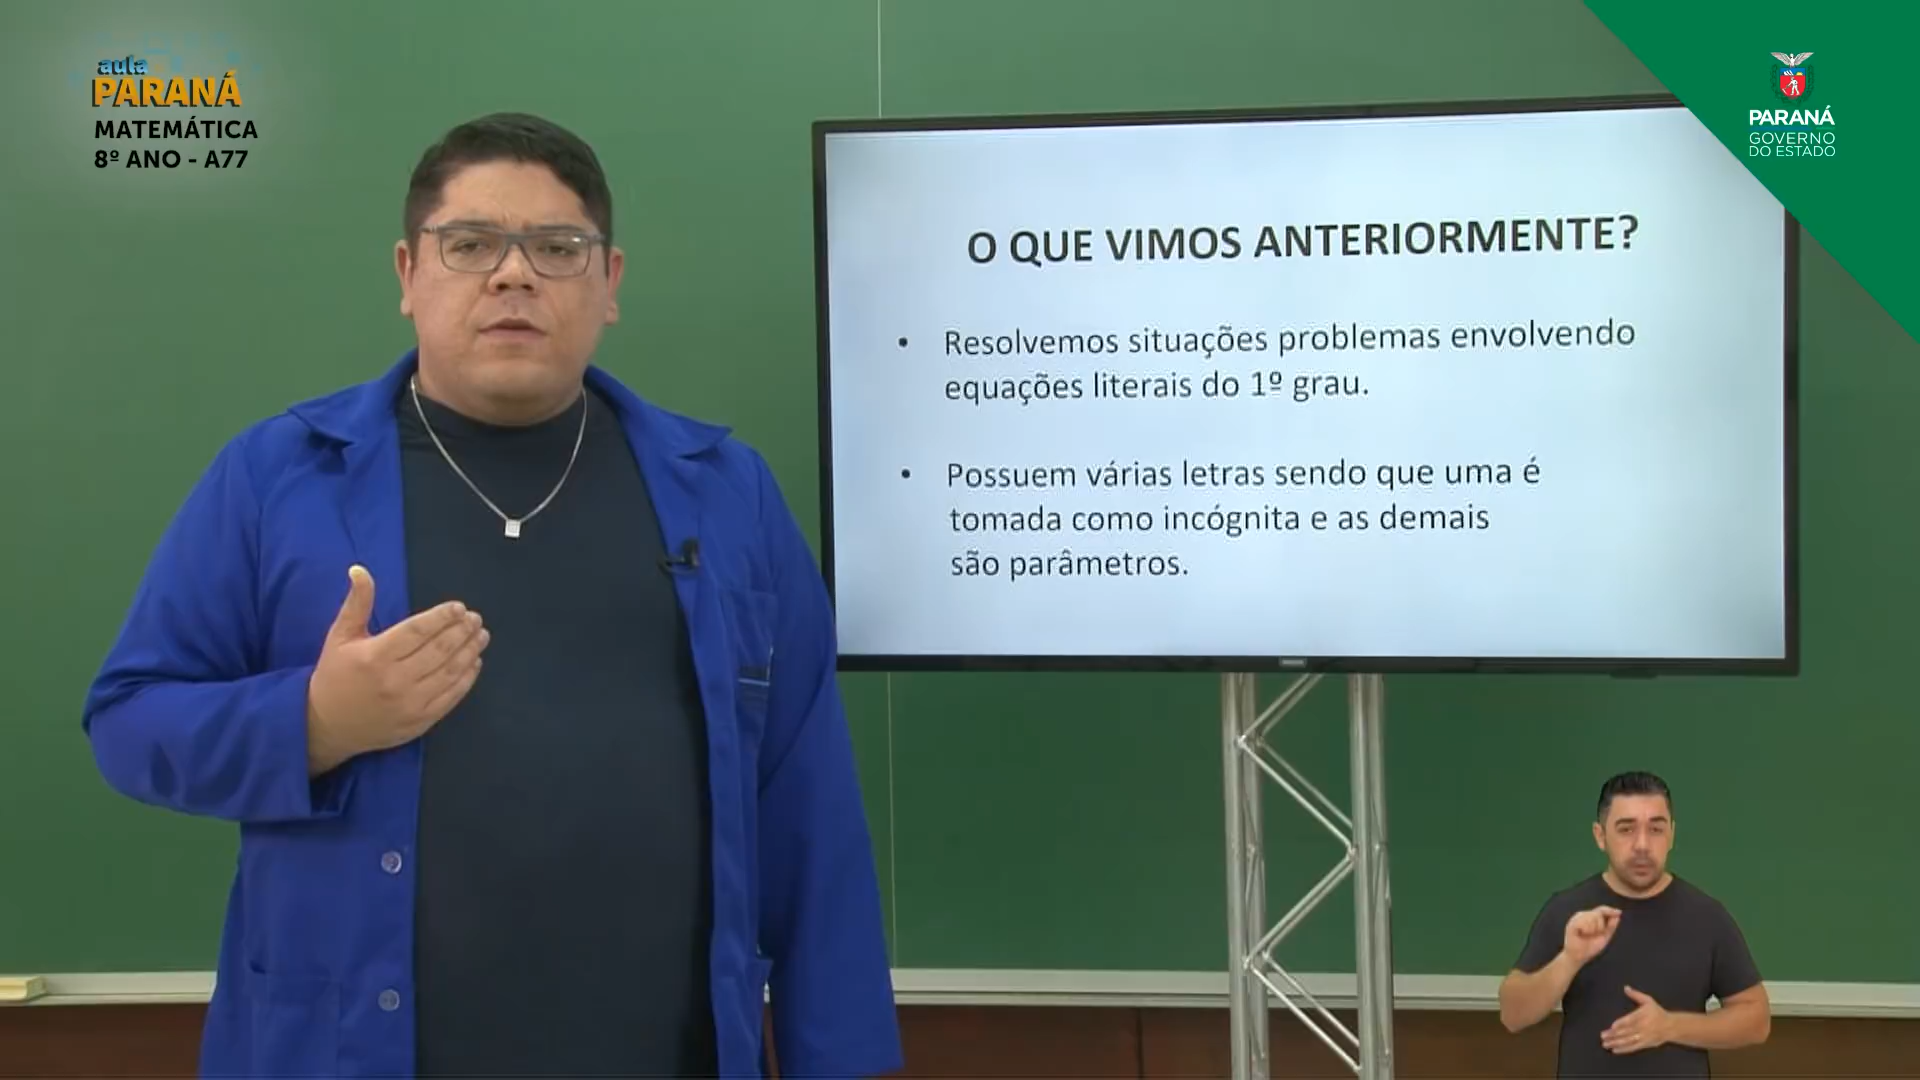 aula
PARANÁ
MATEMÁTICA
8º ANO - A77
PARANÁ
GOVERNO
DO ESTADO
O QUE VIMOS ANTERIORMENTE?
• Resolvemos situações problemas envolvendo
equações literais do 1º grau.
• Possuem várias letras sendo que uma é
tomada como incógnita e as demais
são parâmetros.